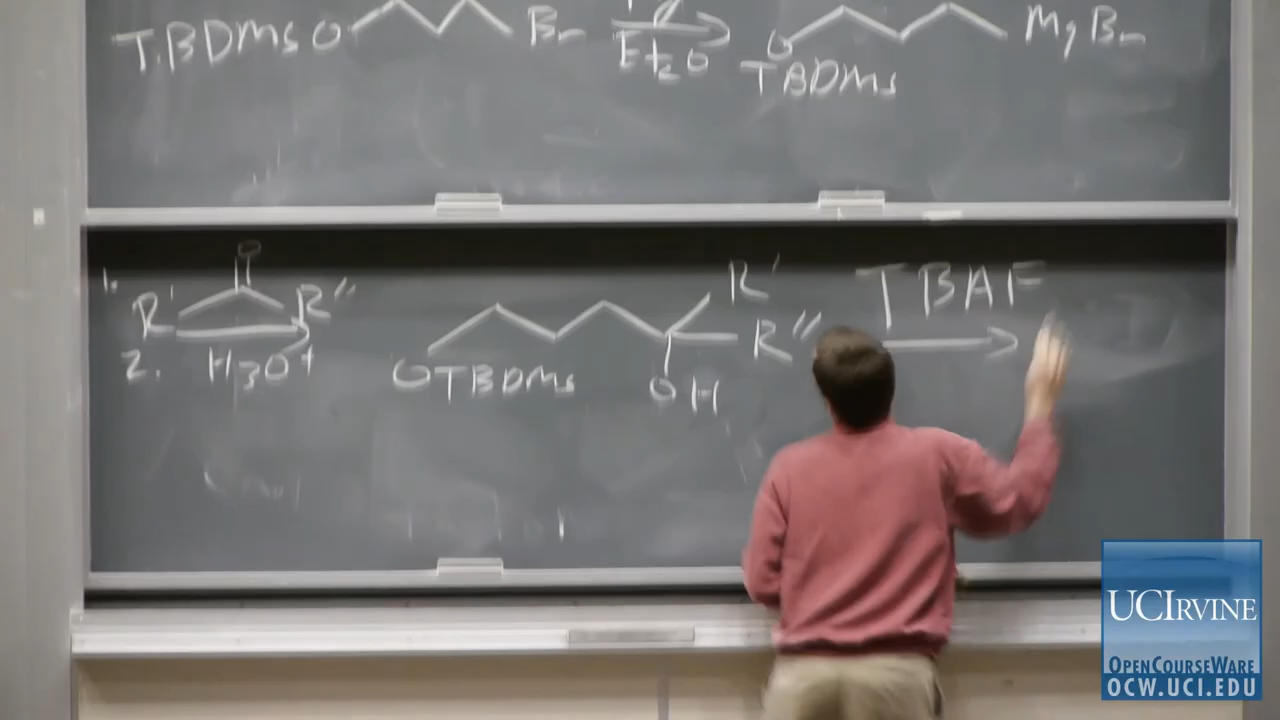 TBDMSO Br Et₂O O MgBr
TBDMS
1. O
R' R"
2. H₃O⁺
OTBDMS OH R' R"
TBAF
UCIRVINE
OPENCOURSEWARE
OCW.UCI.EDU